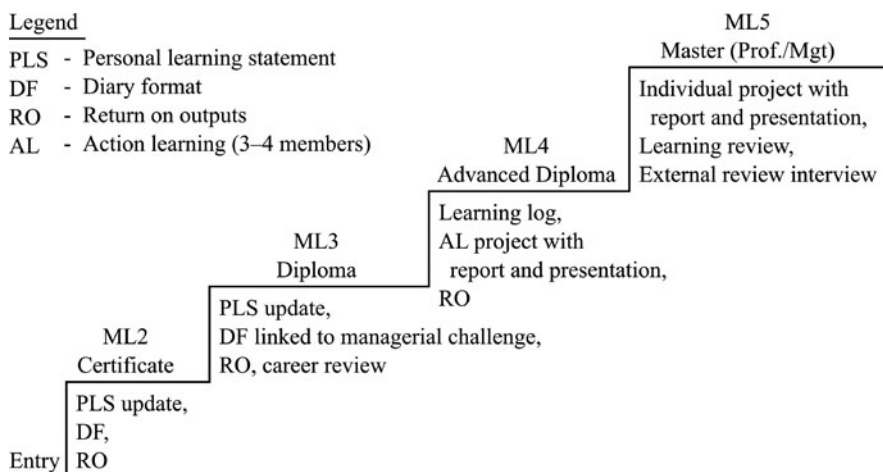 Legend
PLS - Personal learning statement
DF - Diary format
RO - Return on outputs
AL - Action learning (3–4 members)
ML5
Master (Prof./Mgt)
Individual project with
report and presentation,
Learning review,
External review interview
ML4
Advanced Diploma
Learning log,
AL project with
report and presentation,
RO
ML3
Diploma
PLS update,
DF linked to managerial challenge,
RO, career review
ML2
Certificate
PLS update,
DF,
RO
Entry